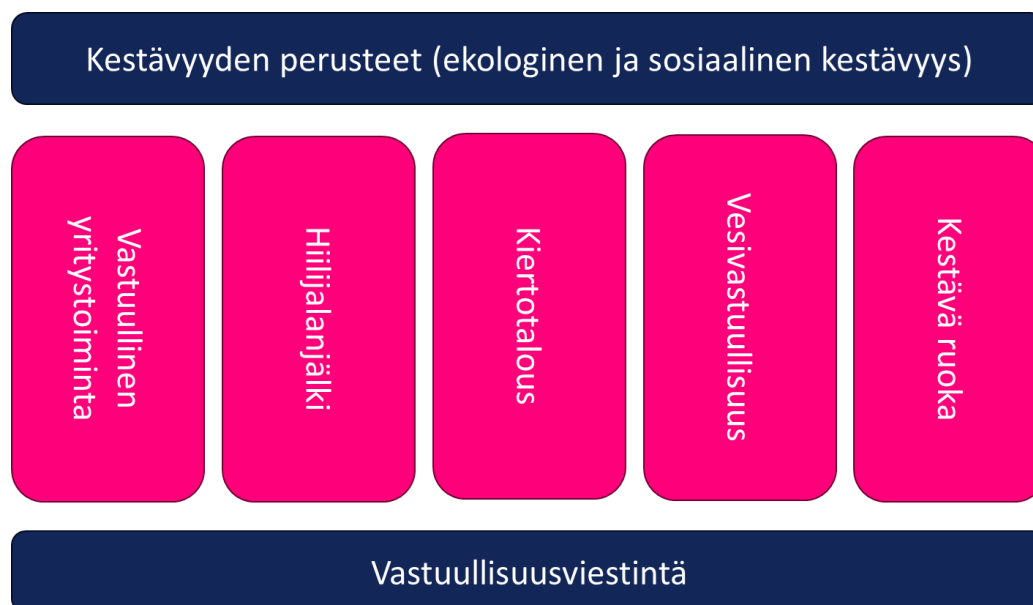 Kestävyyden perusteet (ekologinen ja sosiaalinen kestävyys)
Vastuullinen
yritystoiminta
Hiilijalanjälki
Kiertotalous
Vesivastuullisuus
Kestävä ruoka
Vastuullisuusviestintä